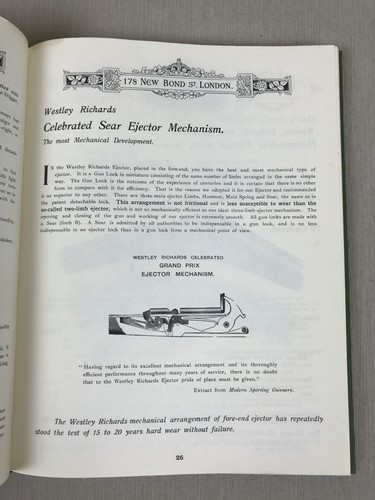 178 NEW BOND ST. LONDON.
Westley Richards
Celebrated Sear Ejector Mechanism.
The most Mechanical Development.
IN the Westley Richards Ejector, placed in the fore-end, you have the best and most mechanical type of
ejector. It is a Gun Lock in miniature consisting of the same number of limbs arranged in the same simple
way. The Gun Lock is the outcome of the experience of centuries and it is certain that there is no other
form to compare with it for efficiency. That is the reason we adopted it for our Ejector and recommended
it as superior to any other. There are three main ejector Limbs, Hammer, Main Spring and Sear, the same as in
the patent detachable lock. This arrangement is not frictional and is less susceptible to wear than the
so-called two-limb ejector, which is not so mechanically efficient as our ideal three-limb ejector mechanism. The
opening and closing of the gun and working of our ejector is extremely smooth. All gun locks are made with
a Sear (limb B). A Sear is admitted by all authorities to be indispensable in a gun lock, and is no less
indispensable in an ejector lock than in a gun lock from a mechanical point of view.
WESTLEY RICHARDS CELEBRATED
GRAND PRIX
EJECTOR MECHANISM.
"Having regard to its excellent mechanical arrangement and its thoroughly
efficient performance throughout many years of service, there is no doubt
that to the Westley Richards Ejector pride of place must be given."
Extract from Modern Sporting Gunnery.
The Westley Richards mechanical arrangement of fore-end ejector has repeatedly
stood the test of 15 to 20 years hard wear without failure.
25